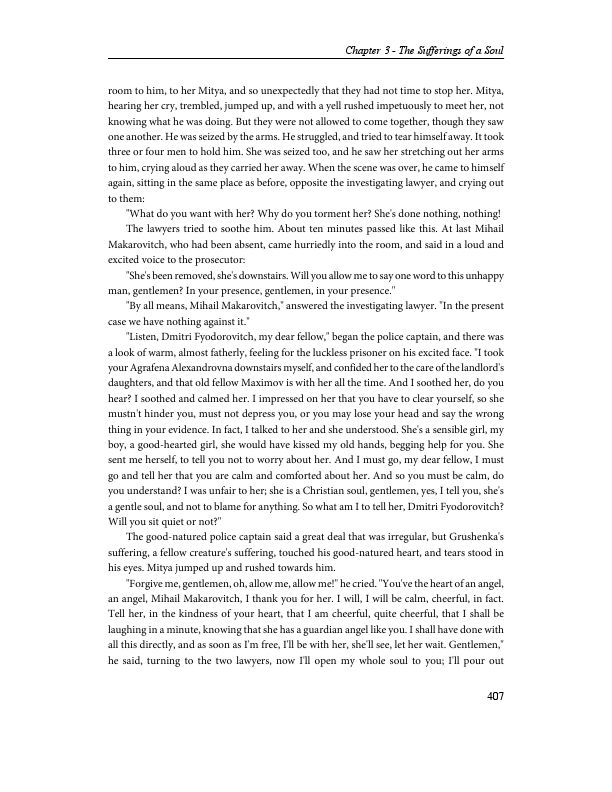 Chapter 3 - The Sufferings of a Soul
room to him, to her Mitya, and so unexpectedly that they had not time to stop her. Mitya,
hearing her cry, trembled, jumped up, and with a yell rushed impetuously to meet her, not
knowing what he was doing. But they were not allowed to come together, though they saw
one another. He was seized by the arms. He struggled, and tried to tear himself away. It took
three or four men to hold him. She was seized too, and he saw her stretching out her arms
to him, crying aloud as they carried her away. When the scene was over, he came to himself
again, sitting in the same place as before, opposite the investigating lawyer, and crying out
to them:
"What do you want with her? Why do you torment her? She's done nothing, nothing!
The lawyers tried to soothe him. About ten minutes passed like this. At last Mihail
Makarovitch, who had been absent, came hurriedly into the room, and said in a loud and
excited voice to the prosecutor:
"She's been removed, she's downstairs. Will you allow me to say one word to this unhappy
man, gentlemen? In your presence, gentlemen, in your presence."
"By all means, Mihail Makarovitch," answered the investigating lawyer. "In the present
case we have nothing against it."
"Listen, Dmitri Fyodorovitch, my dear fellow," began the police captain, and there was
a look of warm, almost fatherly, feeling for the luckless prisoner on his excited face. "I took
your Agrafena Alexandrovna downstairs myself, and confided her to the care of the landlord's
daughters, and that old fellow Maximov is with her all the time. And I soothed her, do you
hear? I soothed and calmed her. I impressed on her that you have to clear yourself, so she
mustn't hinder you, must not depress you, or you may lose your head and say the wrong
thing in your evidence. In fact, I talked to her and she understood. She's a sensible girl, my
boy, a good-hearted girl, she would have kissed my old hands, begging help for you. She
sent me herself, to tell you not to worry about her. And I must go, my dear fellow, I must
go and tell her that you are calm and comforted about her. And so you must be calm, do
you understand? I was unfair to her; she is a Christian soul, gentlemen, yes, I tell you, she's
a gentle soul, and not to blame for anything. So what am I to tell her, Dmitri Fyodorovitch?
Will you sit quiet or not?"
The good-natured police captain said a great deal that was irregular, but Grushenka's
suffering, a fellow creature's suffering, touched his good-natured heart, and tears stood in
his eyes. Mitya jumped up and rushed towards him.
"Forgive me, gentlemen, oh, allow me, allow me!" he cried. "You've the heart of an angel,
an angel, Mihail Makarovitch, I thank you for her. I will, I will be calm, cheerful, in fact.
Tell her, in the kindness of your heart, that I am cheerful, quite cheerful, that I shall be
laughing in a minute, knowing that she has a guardian angel like you. I shall have done with
all this directly, and as soon as I'm free, I'll be with her, she'll see, let her wait. Gentlemen,"
he said, turning to the two lawyers, now I'll open my whole soul to you; I'll pour out
407